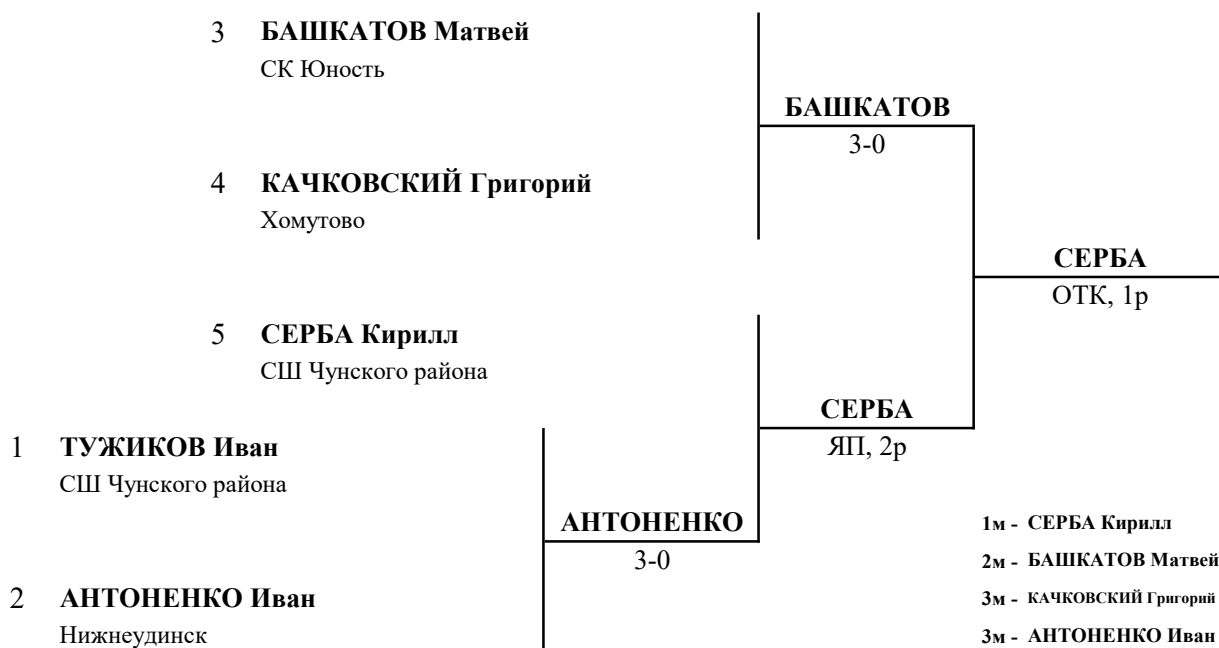 3 БАШКАТОВ Матвей
СК Юность
БАШКАТОВ
3-0
4 КАЧКОВСКИЙ Григорий
Хомутово
СЕРБА
ОТК, 1р
5 СЕРБА Кирилл
СШ Чунского района
СЕРБА
ЯП, 2р
1 ТУЖИКОВ Иван
СШ Чунского района
АНТОНЕНКО
3-0
2 АНТОНЕНКО Иван
Нижнеудинск
1м - СЕРБА Кирилл
2м - БАШКАТОВ Матвей
3м - КАЧКОВСКИЙ Григорий
3м - АНТОНЕНКО Иван